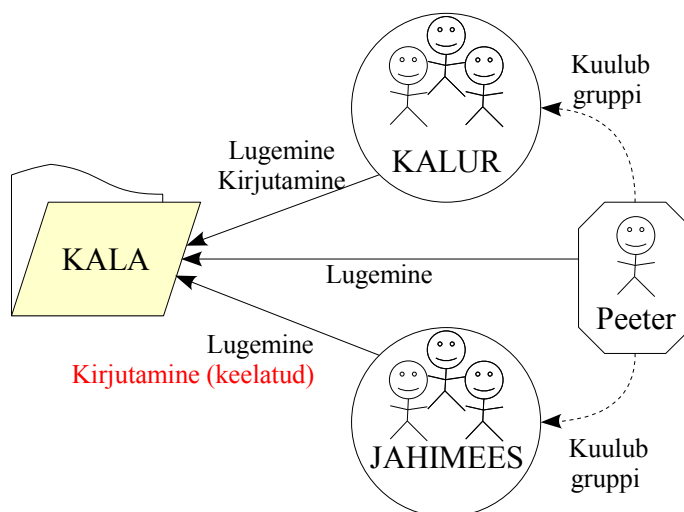 Kuulub
gruppi
KALUR
Lugemine
Kirjutamine
KALA
Lugemine
Peeter
Lugemine
Kirjutamine (keelatud)
JAHIMEES
Kuulub
gruppi